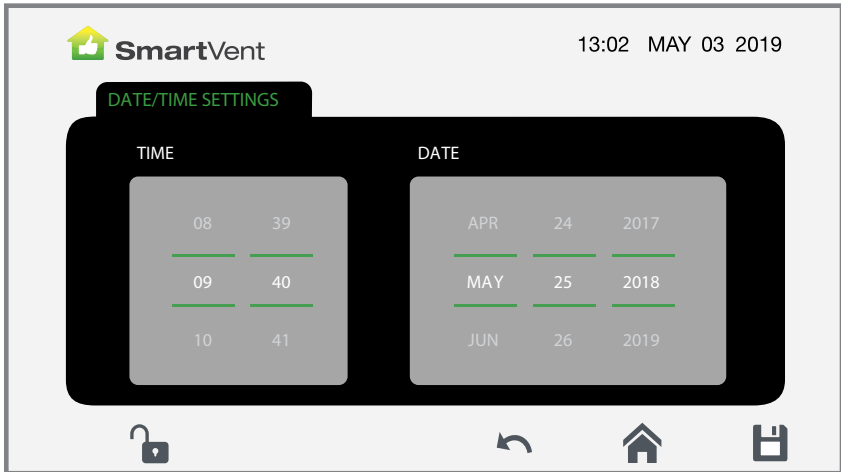 SmartVent 13:02 MAY 03 2019
DATE/TIME SETTINGS
TIME DATE
08 39 APR 24 2017
09 40 MAY 25 2018
10 41 JUN 26 2019